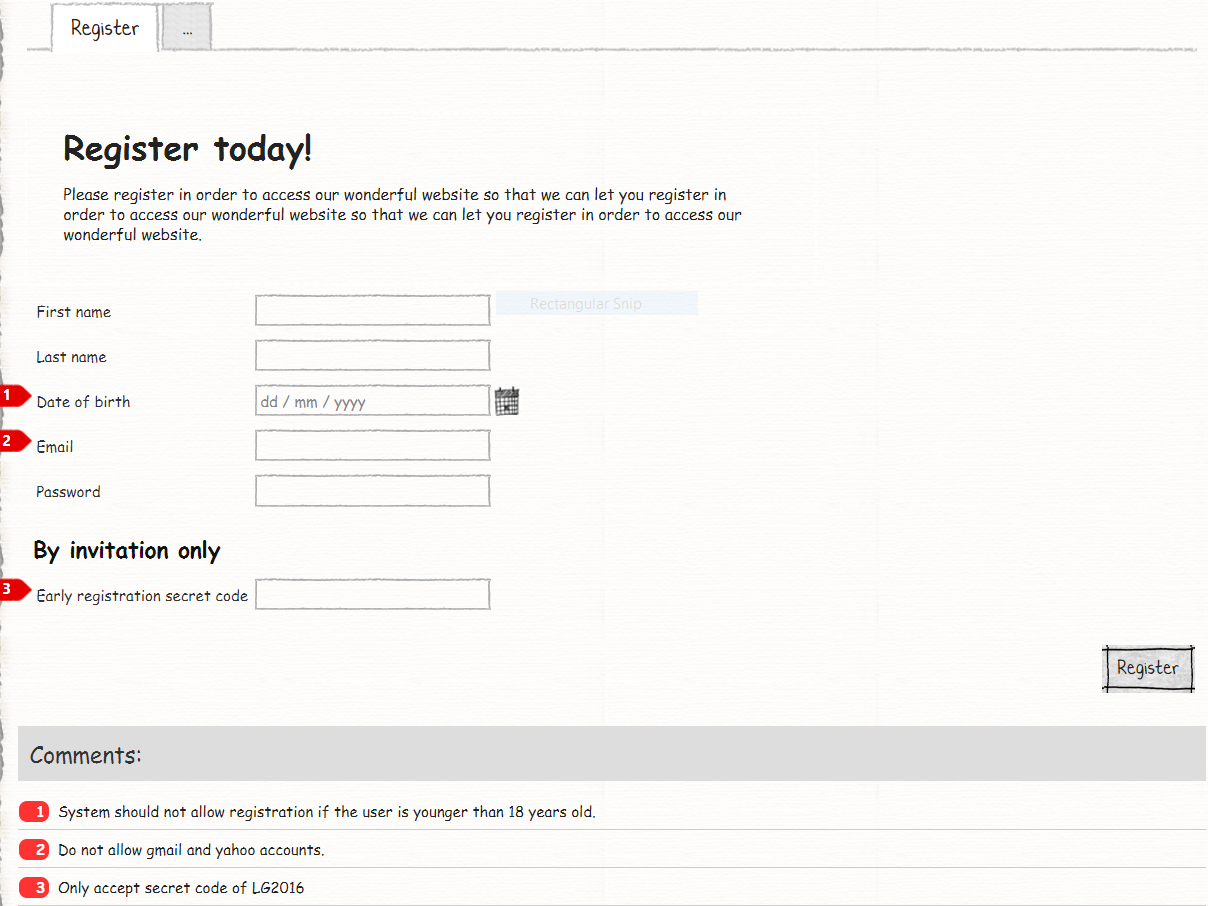 Register
...
Register today!
Please register in order to access our wonderful website so that we can let you register in
order to access our wonderful website so that we can let you register in order to access our
wonderful website.
First name
Rectangular Snip
Last name
1
Date of birth
dd / mm / yyyy
2
Email
Password
By invitation only
3
Early registration secret code
Register
Comments:
1 System should not allow registration if the user is younger than 18 years old.
2 Do not allow gmail and yahoo accounts.
3 Only accept secret code of LG2016